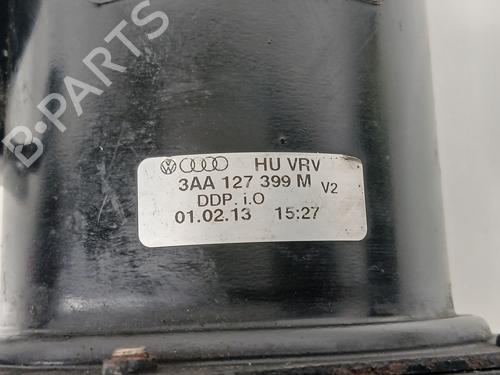 HU VRV
3AA 127 399 M V2
DDP. i.O
01.02.13 15:27
B-PARTS